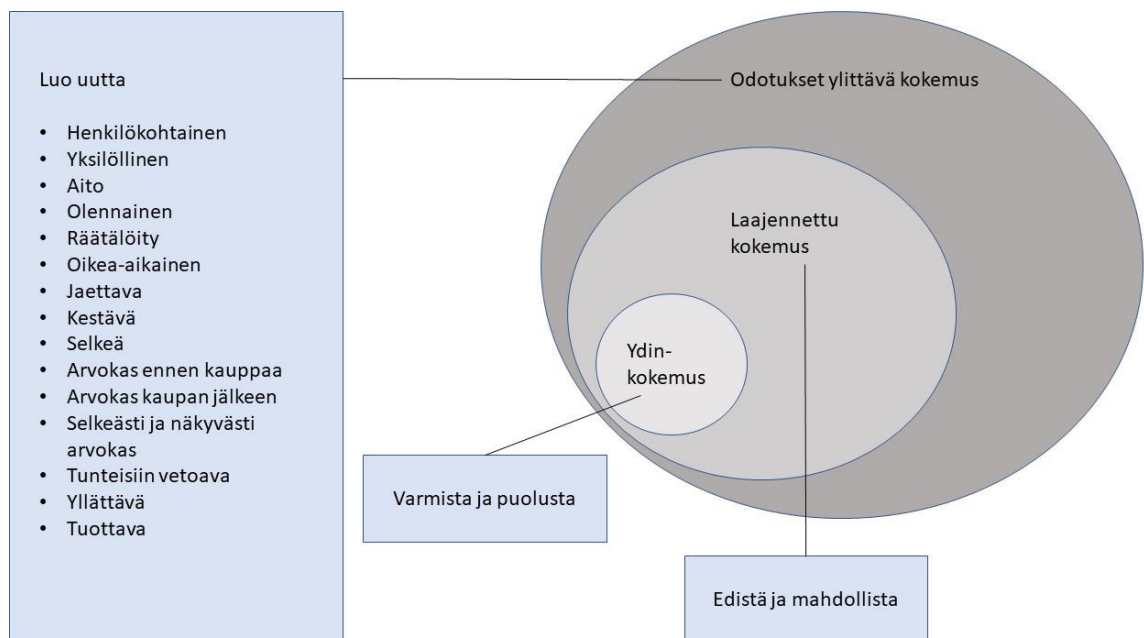 Luo uutta
• Henkilökohtainen
• Yksilöllinen
• Aito
• Olennainen
• Räätälöity
• Oikea-aikainen
• Jaettava
• Kestävä
• Selkeä
• Arvokas ennen kauppaa
• Arvokas kaupan jälkeen
• Selkeästi ja näkyvästi
arvokas
• Tunteisiin vetoava
• Yllättävä
• Tuottava
Odotukset ylittävä kokemus
Laajennettu
kokemus
Ydin-
kokemus
Varmista ja puolusta
Edistä ja mahdollista